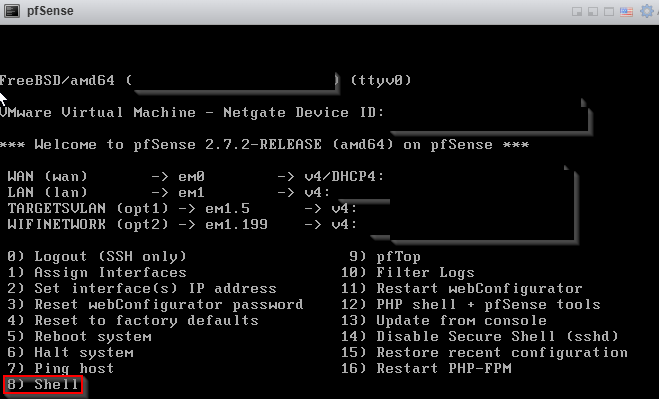 pfSense
FreeBSD/amd64 ( ) (ttyv0)
VMware Virtual Machine - Netgate Device ID:
*** Welcome to pfSense 2.7.2-RELEASE (amd64) on pfSense ***
WAN (wan) -> em0 -> v4/DHCP4:
LAN (lan) -> em1 -> v4:
TARGETSVLAN (opt1) -> em1.5 -> v4:
WIFINETWORK (opt2) -> em1.199 -> v4:
0) Logout (SSH only) 9) pfTop
1) Assign Interfaces 10) Filter Logs
2) Set interface(s) IP address 11) Restart webConfigurator
3) Reset webConfigurator password 12) PHP shell + pfSense tools
4) Reset to factory defaults 13) Update from console
5) Reboot system 14) Disable Secure Shell (sshd)
6) Halt system 15) Restore recent configuration
7) Ping host 16) Restart PHP-FPM
8) Shell